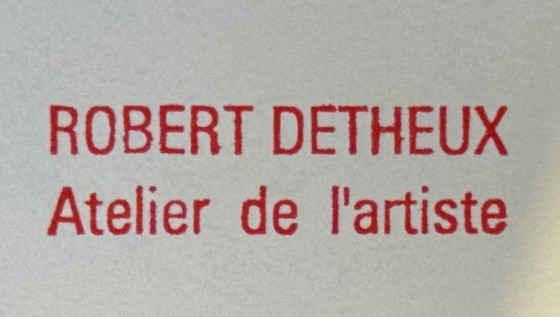 ROBERT DETHEUX
Atelier de l'artiste